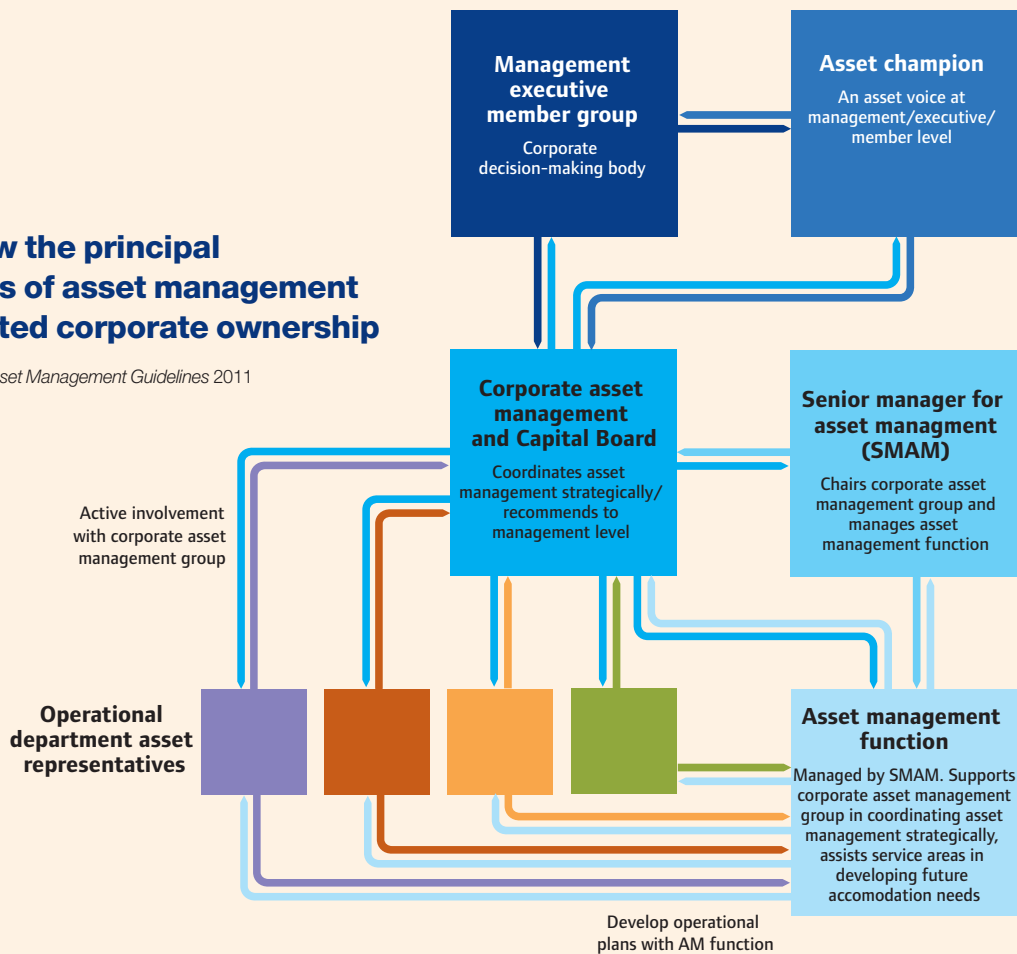 Management
executive
member group
Corporate
decision-making body
Asset champion
An asset voice at
management/executive/
member level
w the principal
s of asset management
ted corporate ownership
set Management Guidelines 2011
Corporate asset
management
and Capital Board
Coordinates asset
management strategically/
recommends to
management level
Senior manager for
asset managment
(SMAM)
Chairs corporate asset
management group and
manages asset
management function
Active involvement
with corporate asset
management group
Operational
department asset
representatives
Asset management
function
Managed by SMAM. Supports
corporate asset management
group in coordinating asset
management strategically,
assists service areas in
developing future
accomodation needs
Develop operational
plans with AM function